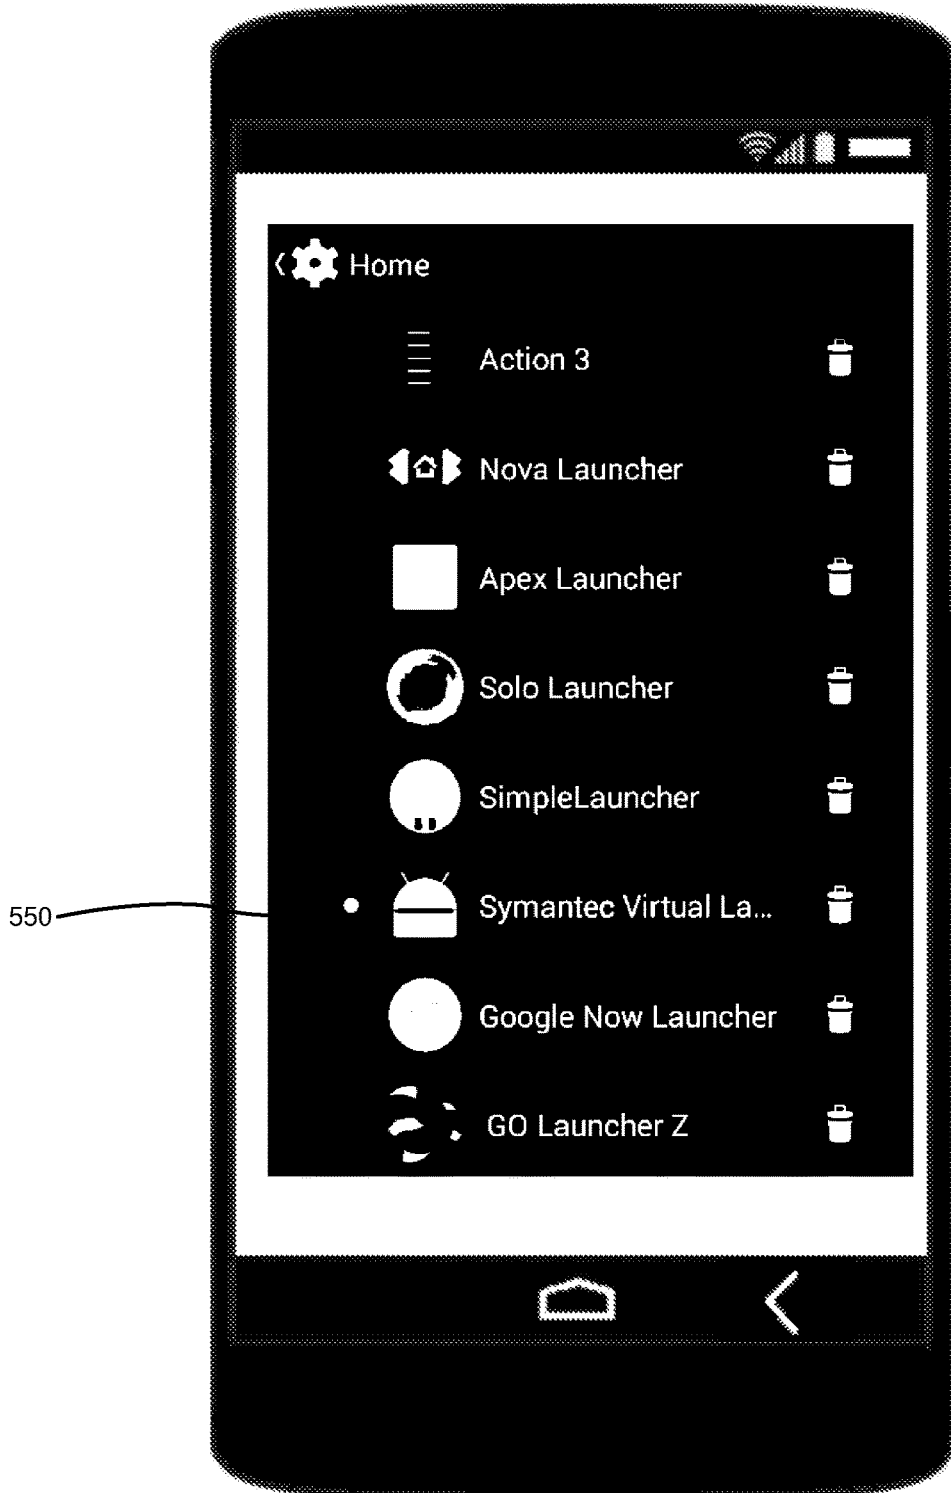 Home
Action 3
Nova Launcher
Apex Launcher
Solo Launcher
SimpleLauncher
550
Symantec Virtual La...
Google Now Launcher
GO Launcher Z